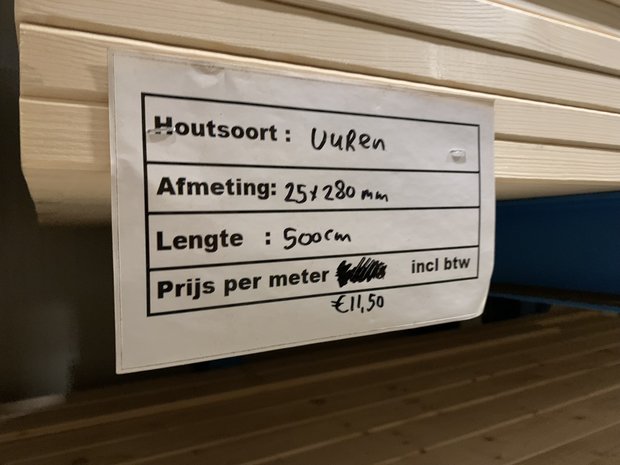 Houtsoort : Vuren
Afmeting: 25x280 mm
Lengte : 500cm
Prijs per meter incl btw
€11,50